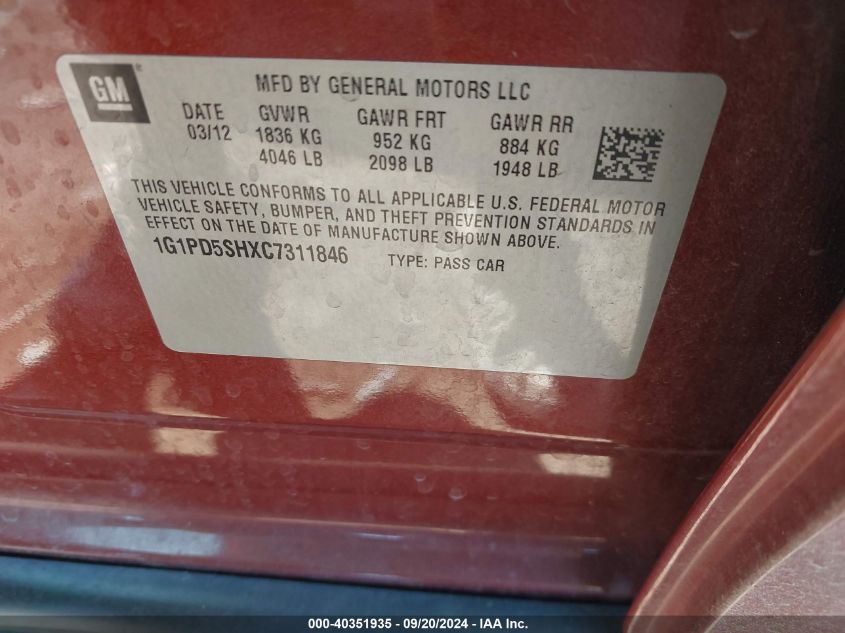 GM
MFD BY GENERAL MOTORS LLC
DATE GVWR GAWR FRT GAWR RR
03/12 1836 KG 952 KG 884 KG
4046 LB 2098 LB 1948 LB
THIS VEHICLE CONFORMS TO ALL APPLICABLE U.S. FEDERAL MOTOR
VEHICLE SAFETY, BUMPER, AND THEFT PREVENTION STANDARDS IN
EFFECT ON THE DATE OF MANUFACTURE SHOWN ABOVE.
1G1PD5SHXC7311846 TYPE: PASS CAR
000-40351935 - 09/20/2024 - © IAA Inc.